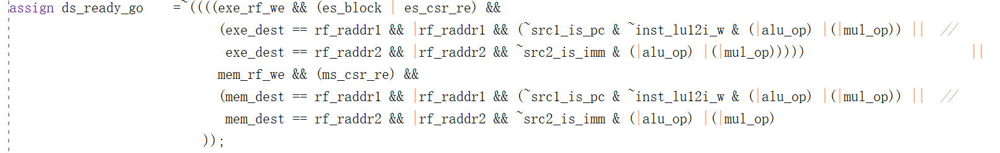 assign ds_ready_go    =~((((exe_rf_we && (es_block | es_csr_re) &&
(exe_dest == rf_raddr1 && |rf_raddr1 && (~src1_is_pc & ~inst_lu12i_w & (|alu_op) |(|mul_op)) ||  //
exe_dest == rf_raddr2 && |rf_raddr2 && ~src2_is_imm & (|alu_op) |(|mul_op))))) ||
mem_rf_we && (ms_csr_re) &&
(mem_dest == rf_raddr1 && |rf_raddr1 && (~src1_is_pc & ~inst_lu12i_w & (|alu_op) |(|mul_op)) ||  //
mem_dest == rf_raddr2 && |rf_raddr2 && ~src2_is_imm & (|alu_op) |(|mul_op)
));